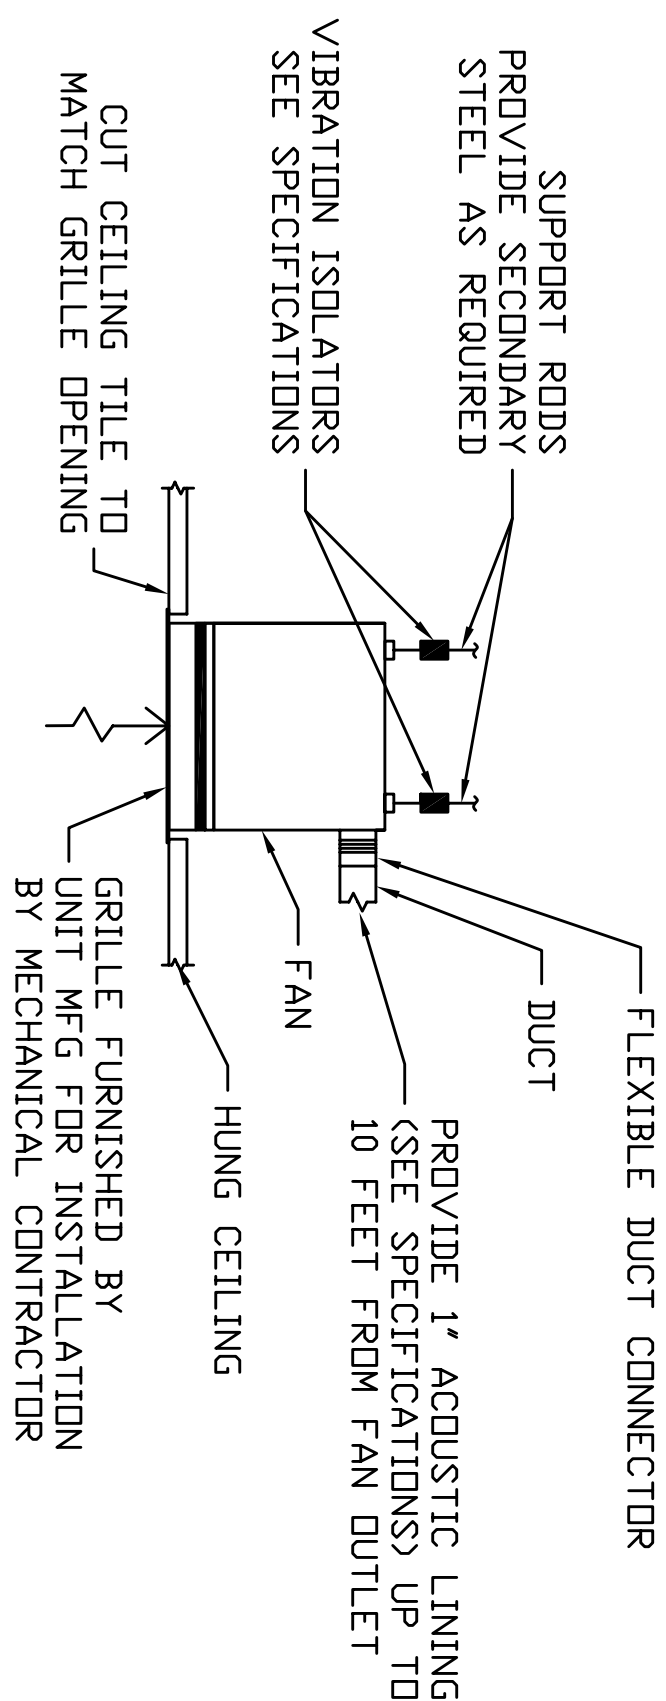 SUPPORT RODS
PROVIDE SECONDARY
STEEL AS REQUIRED
VIBRATION ISOLATORS
SEE SPECIFICATIONS
CUT CEILING TILE TO
MATCH GRILLE OPENING
FLEXIBLE DUCT CONNECTOR
DUCT
PROVIDE 1" ACOUSTIC LINING
(SEE SPECIFICATIONS) UP TO
10 FEET FROM FAN OUTLET
FAN
HUNG CEILING
GRILLE FURNISHED BY
UNIT MFG FOR INSTALLATION
BY MECHANICAL CONTRACTOR